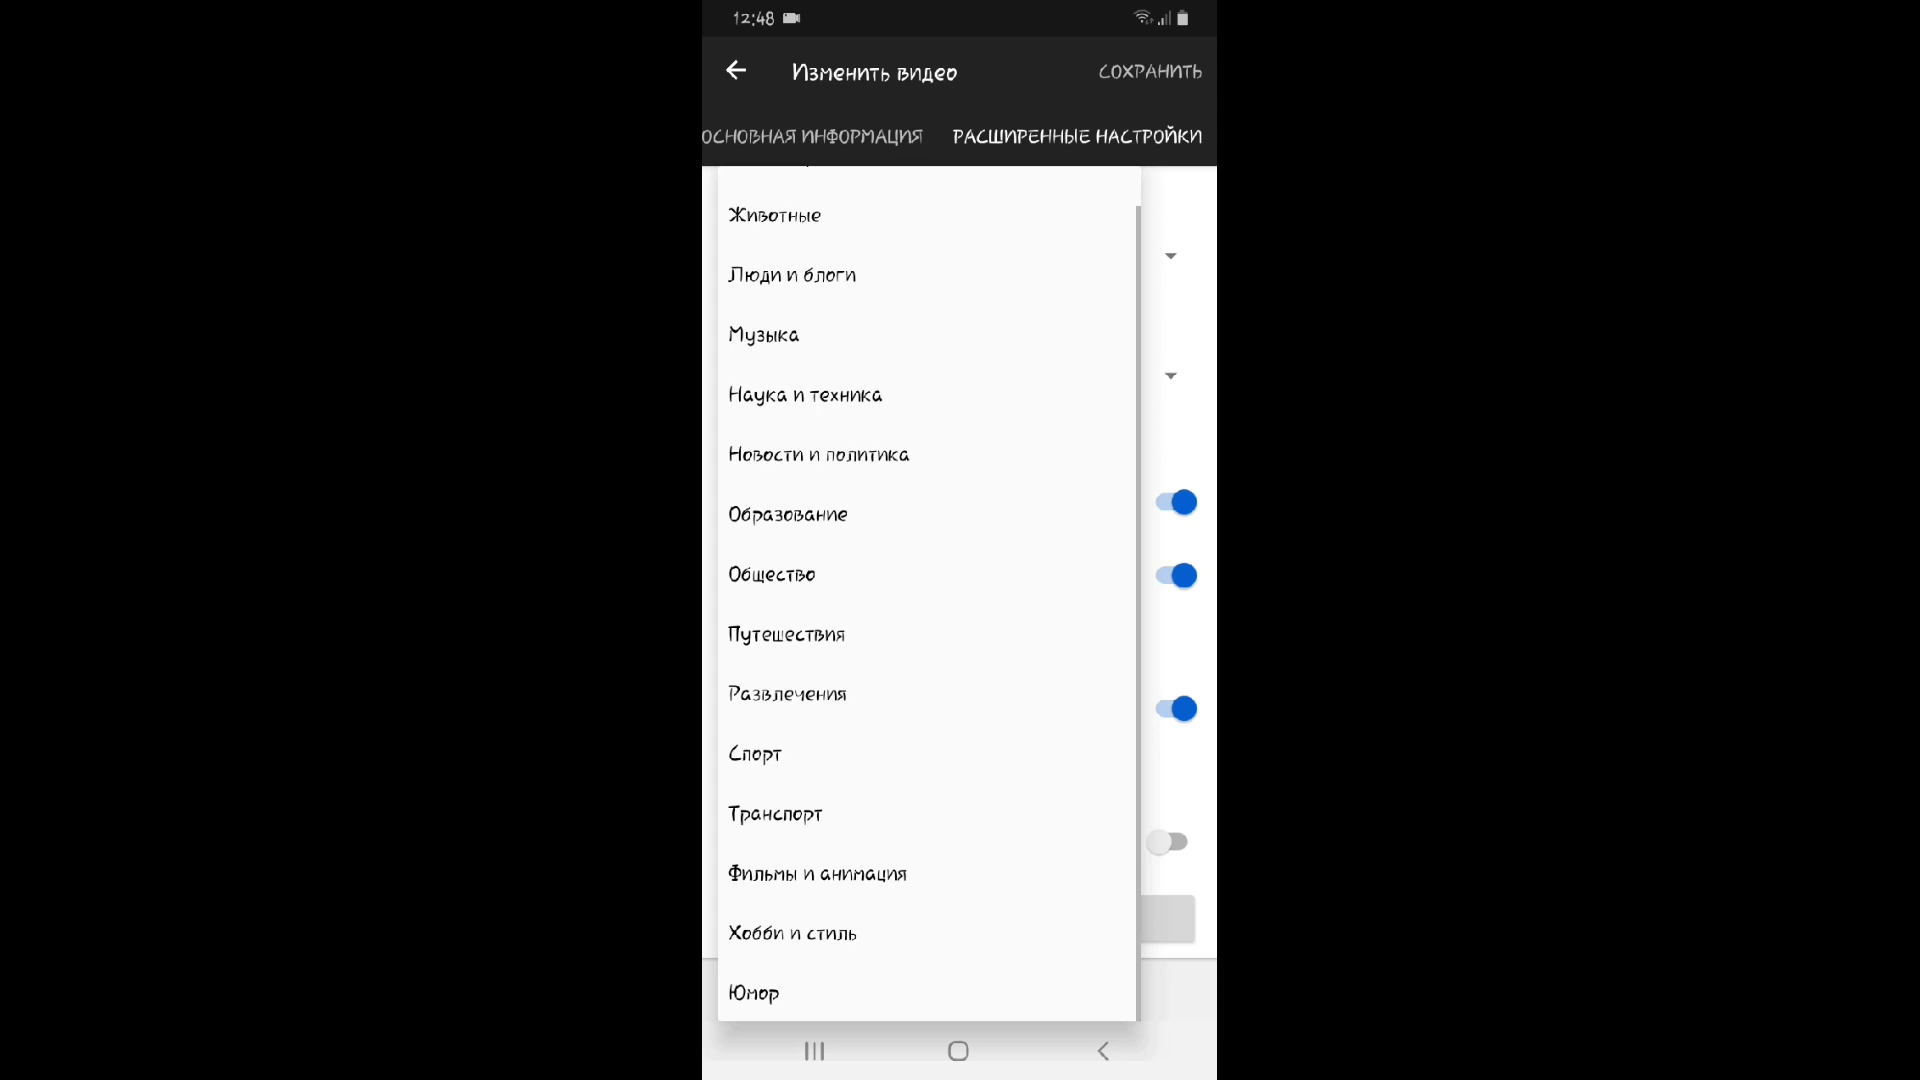 12:48
Изменить видео
СОХРАНИТЬ
ОСНОВНАЯ ИНФОРМАЦИЯ
РАСШИРЕННЫЕ НАСТРОЙКИ
Животные
Люди и блоги
Музыка
Наука и техника
Новости и политика
Образование
Общество
Путешествия
Развлечения
Спорт
Транспорт
Фильмы и анимация
Хобби и стиль
Юмор